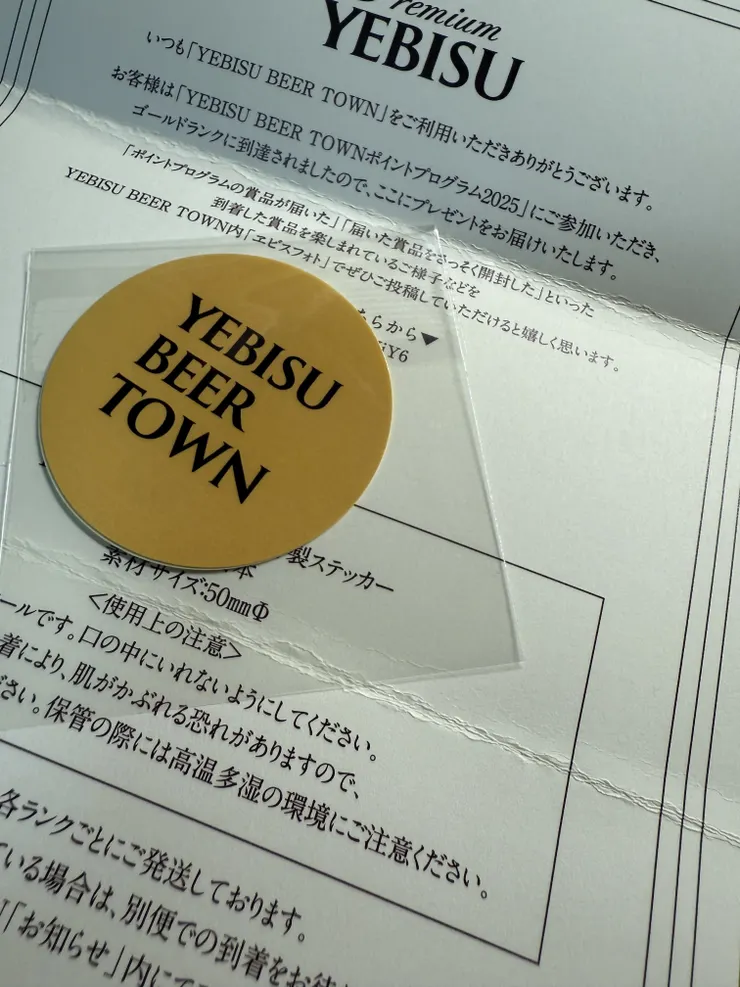 Premium
YEBISU
いつも「YEBISU BEER TOWN」をご利用いただきありがとうございます。
お客様は「YEBISU BEER TOWNポイントプログラム2025」にご参加いただき、
ゴールドランクに到達されましたので、ここにプレゼントをお届けいたします。
「ポイントプログラムの賞品が届いた」「届いた賞品をさっそく開封した」といった
到着した賞品を楽しまれているご様子などを
YEBISU BEER TOWN内「ヱビスフォト」でぜひご投稿していただけると嬉しく思います。
ちらから▼
Y6
YEBISU
BEER
TOWN
本
製ステッカー
素材サイズ:50mmΦ
<使用上の注意>
ールです。口の中にいれないようにしてください。
着により、肌がかぶれる恐れがありますので、
ださい。保管の際には高温多湿の環境にご注意ください。
各ランクごとにご発送しております。
ている場合は、別便での到着をお待
「お知らせ」内にて